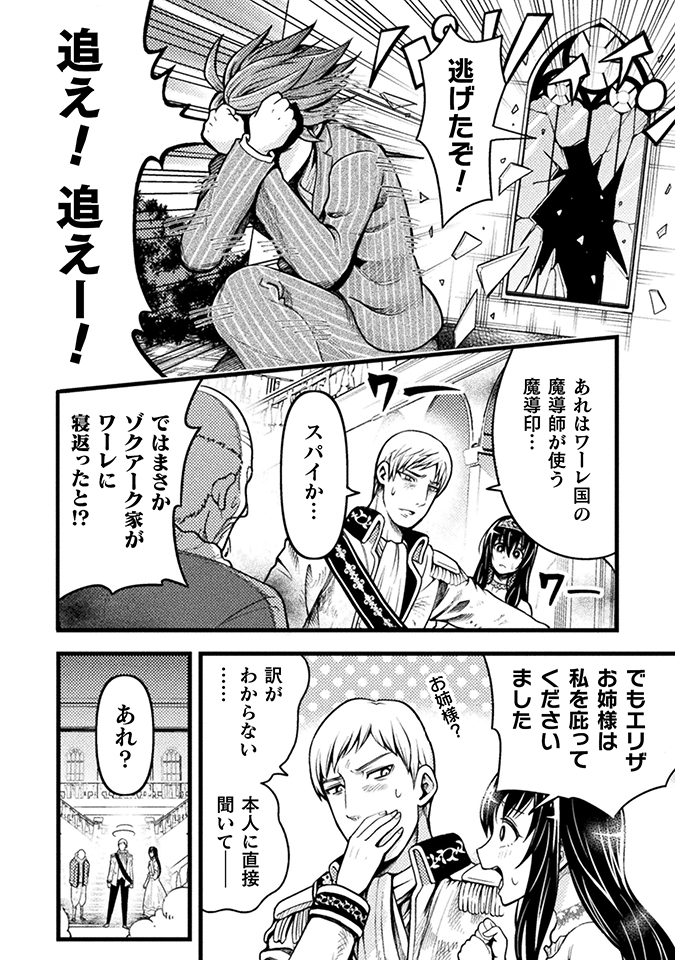 逃げたぞ！
追え！
追えー！
あれはワーレ国の
魔導師が使う
魔導印…
ワー
スパイか…
ワー
ではまさか
ゾクアーク家が
ワーレに
寝返ったと!?
でもエリザ
お姉様は
私を庇って
ください
ました
お姉様？
訳が
わからない
……
本人に直接
聞いて──
あれ？